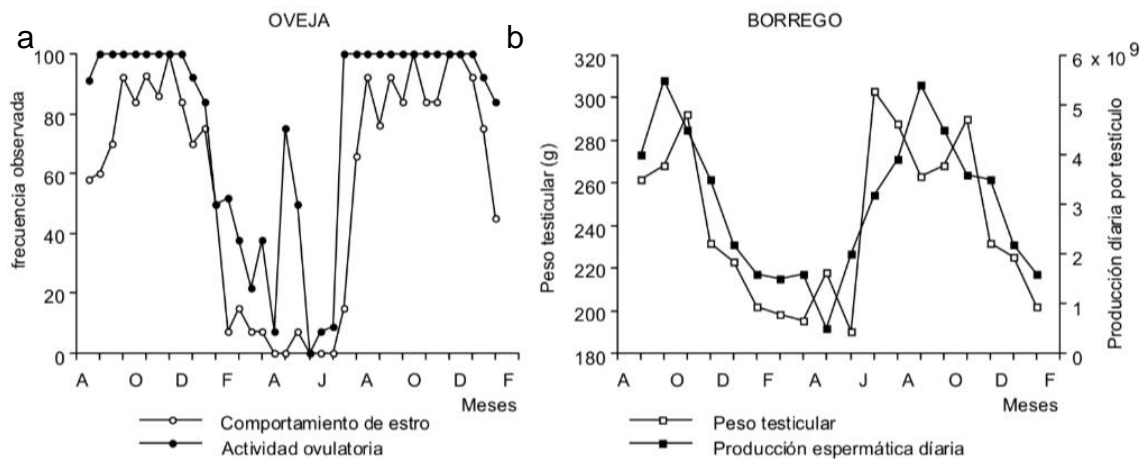 OVEJA
a
frecuencia observada
100
80
60
40
20
0
A O D F A J A O D F
Meses
Comportamiento de estro
Actividad ovulatoria
BORREGO
b
Peso testicular (g)
320
300
280
260
240
220
200
180
6 x 10⁹
5
4
3
2
1
0
Producción díaria por testículo
A O D F A J A O D F
Meses
Peso testicular
Producción espermática díaria